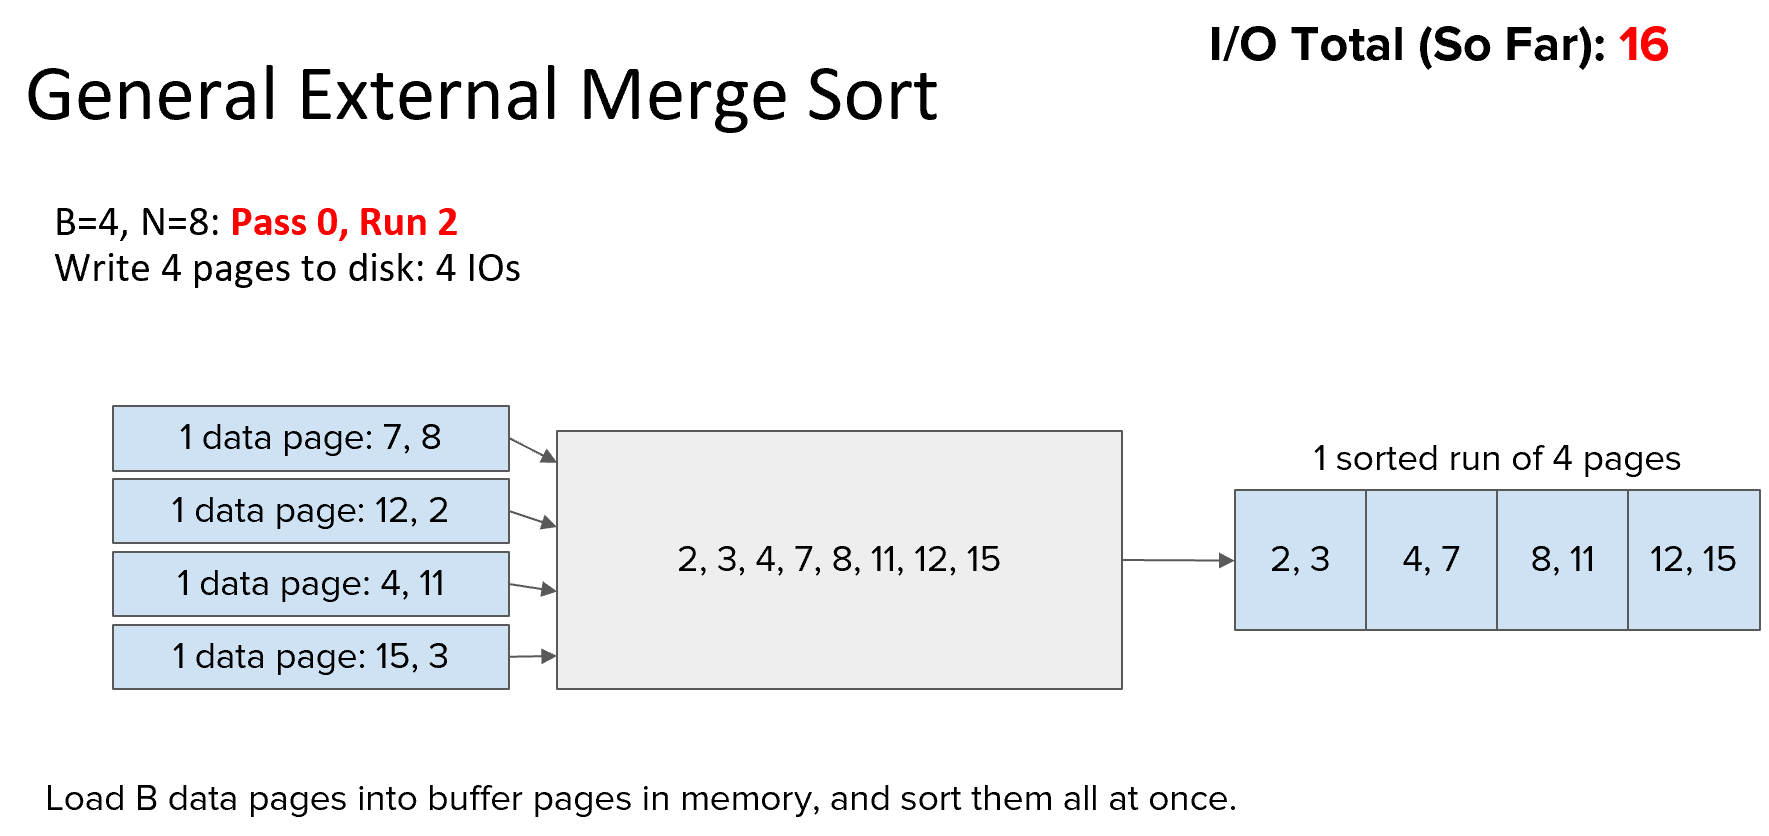 I/O Total (So Far): 16
General External Merge Sort
B=4, N=8: Pass 0, Run 2
Write 4 pages to disk: 4 IOs
1 data page: 7, 8
1 data page: 12, 2
1 data page: 4, 11
1 data page: 15, 3
2, 3, 4, 7, 8, 11, 12, 15
1 sorted run of 4 pages
2, 3
4, 7
8, 11
12, 15
Load B data pages into buffer pages in memory, and sort them all at once.